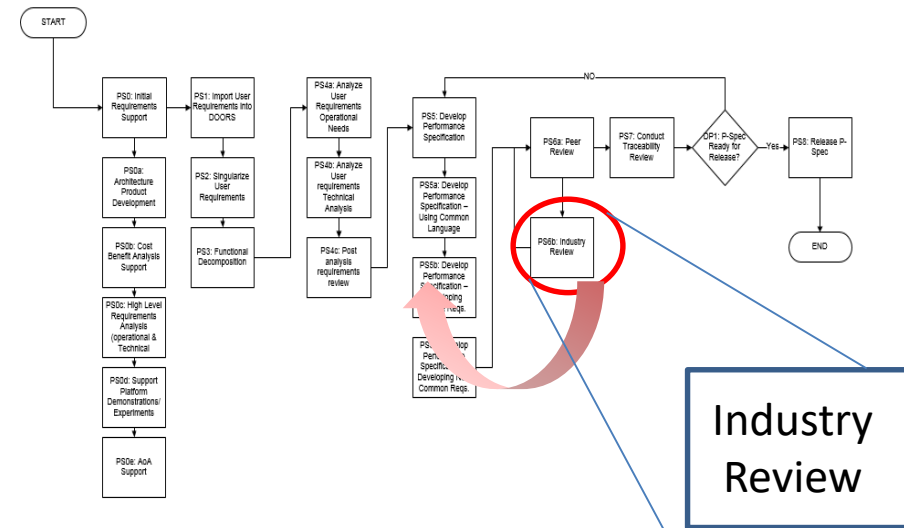 START
PS0: Initial
Requirements
Support
PS0a:
Architecture
Product
Development
PS0b: Cost
Benefit Analysis
Support
PS0c: High Level
Requirements
Analysis
(operational &
Technical
PS0d: Support
Platform
Demonstrations/
Experiments
PS0e: AoA
Support
PS1: Import User
Requirements Into
DOORS
PS2: Singularize
User
Requirements
PS3: Functional
Decomposition
PS4a: Analyze
User
Requirements
Operational
Needs
PS4b: Analyze
User
requirements
Technical
Analysis
PS4c: Post
analysis
requirements
review
PS5: Develop
Performance
Specification
PS5a: Develop
Performance
Specification –
Using Common
Language
PS5b: Develop
Performance
Specification –
Reqs.
Develop
Developing
Common Reqs.
PS6a: Peer
Review
PS6b: Industry
Review
PS7: Conduct
Traceability
Review
NO
DP1: P-Spec
Ready for
Release?
Yes
PS8: Release P-
Spec
END
Industry
Review